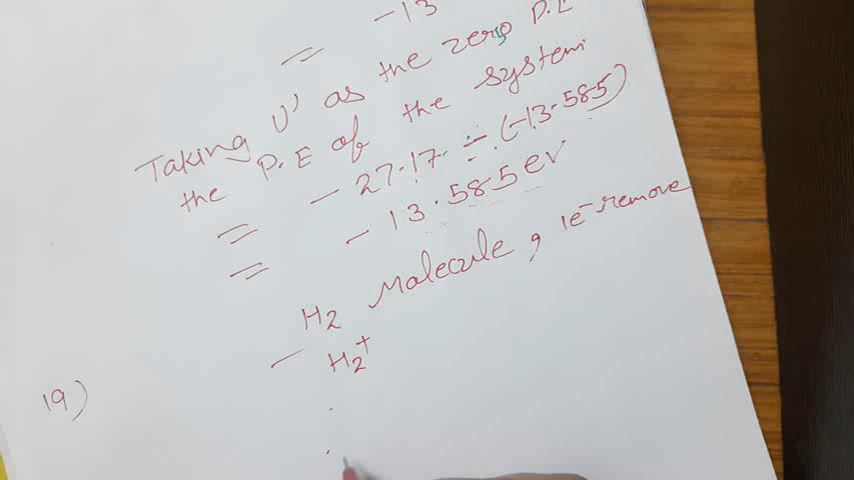 = -13
Taking U' as the zero P.E
the P.E of the system
= - 27.17 - (-13.585)
= - 13.585 eV
19) - H2 Molecule, 1e- remove
H2+